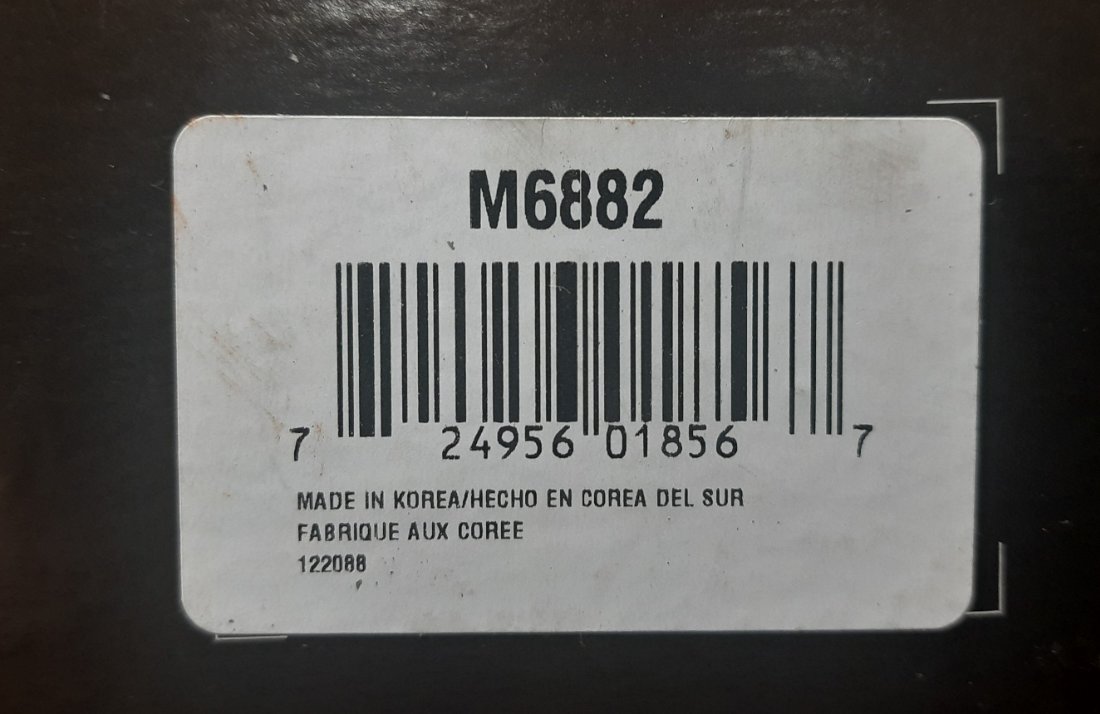 M6882
7 24956 01856 7
MADE IN KOREA/HECHO EN COREA DEL SUR
FABRIQUE AUX COREE
122088